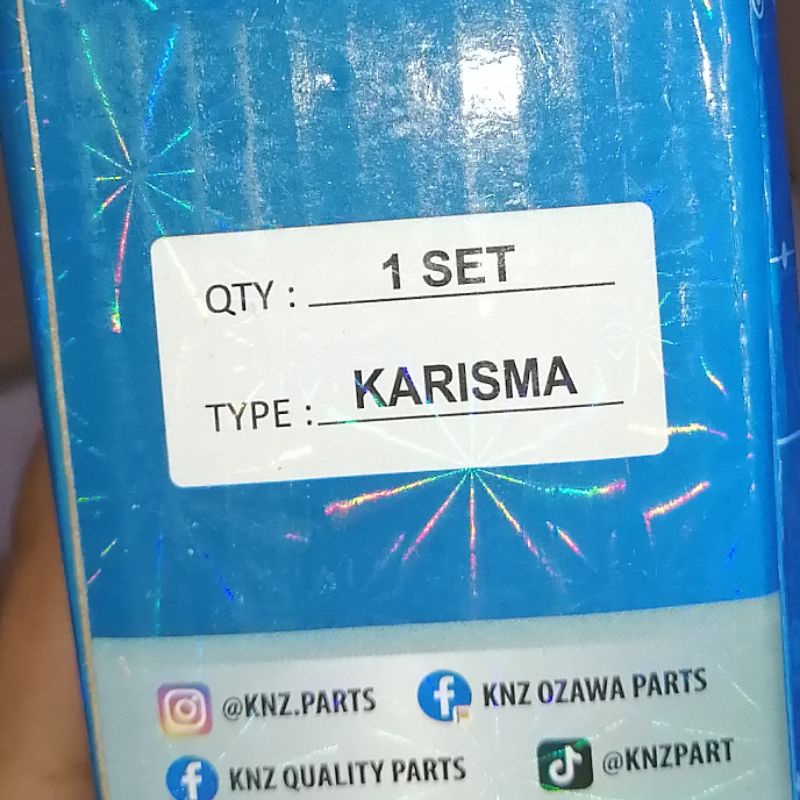 QTY : 1 SET
TYPE : KARISMA
@KNZ.PARTS KNZ OZAWA PARTS
KNZ QUALITY PARTS @KNZPART